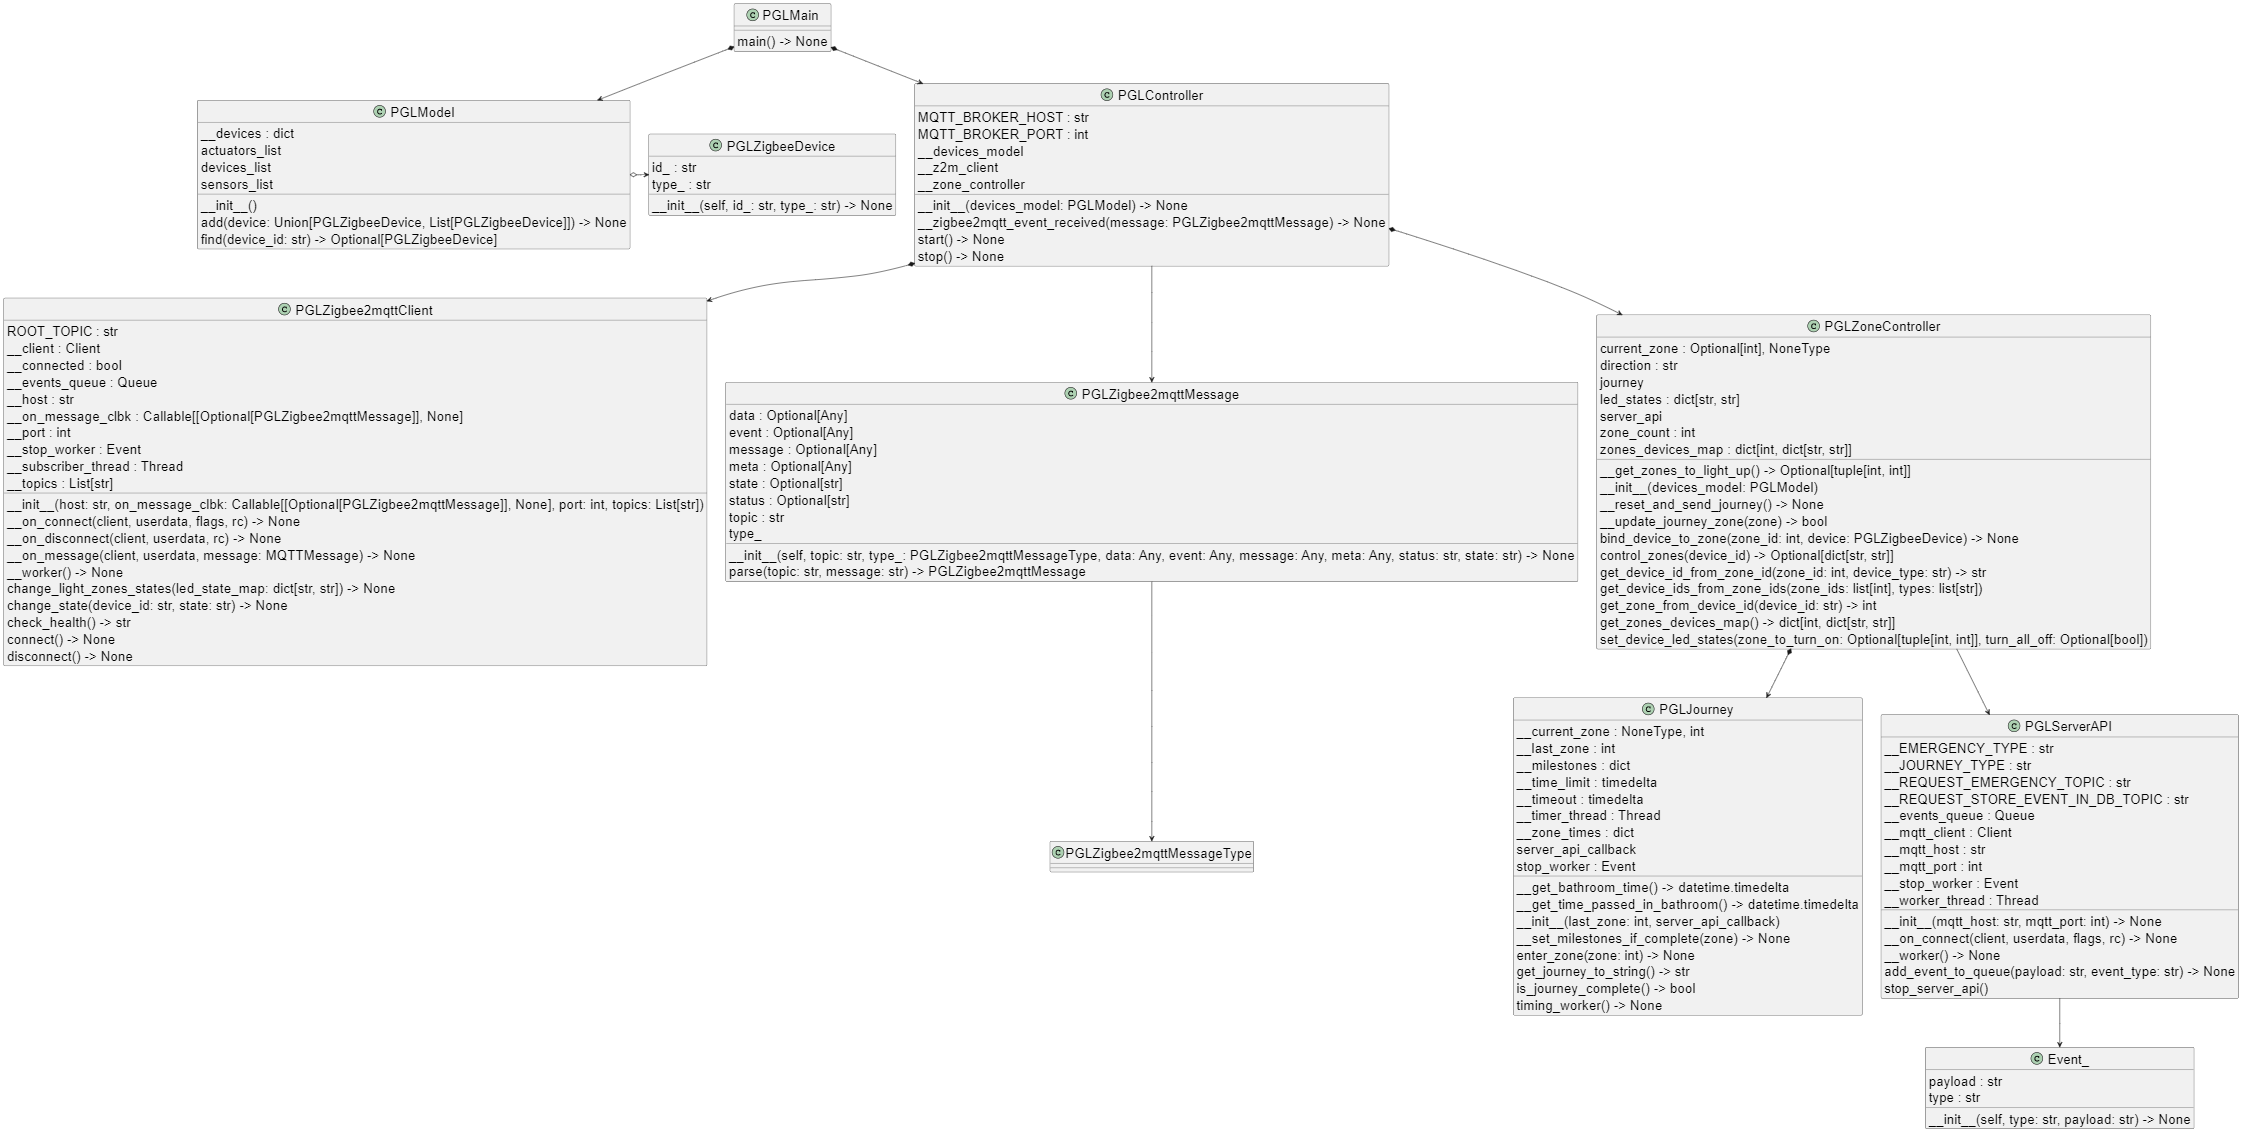 PGLMain
main() -> None
PGLModel
__devices : dict
actuators_list
devices_list
sensors_list
__init__()
add(device: Union[PGLZigbeeDevice, List[PGLZigbeeDevice]]) -> None
find(device_id: str) -> Optional[PGLZigbeeDevice]
PGLZigbeeDevice
id_ : str
type_ : str
__init__(self, id_: str, type_: str) -> None
PGLController
MQTT_BROKER_HOST : str
MQTT_BROKER_PORT : int
__devices_model
__z2m_client
__zone_controller
__init__(devices_model: PGLModel) -> None
__zigbee2mqtt_event_received(message: PGLZigbee2mqttMessage) -> None
start() -> None
stop() -> None
PGLZigbee2mqttClient
ROOT_TOPIC : str
__client : Client
__connected : bool
__events_queue : Queue
__host : str
__on_message_clbk : Callable[[Optional[PGLZigbee2mqttMessage]], None]
__port : int
__stop_worker : Event
__subscriber_thread : Thread
__topics : List[str]
__init__(host: str, on_message_clbk: Callable[[Optional[PGLZigbee2mqttMessage]], None], port: int, topics: List[str])
__on_connect(client, userdata, flags, rc) -> None
__on_disconnect(client, userdata, rc) -> None
__on_message(client, userdata, message: MQTTMessage) -> None
__worker() -> None
change_light_zones_states(led_state_map: dict[str, str]) -> None
change_state(device_id: str, state: str) -> None
check_health() -> str
connect() -> None
disconnect() -> None
PGLZigbee2mqttMessage
data : Optional[Any]
event : Optional[Any]
message : Optional[Any]
meta : Optional[Any]
state : Optional[str]
status : Optional[str]
topic : str
type_
__init__(self, topic: str, type_: PGLZigbee2mqttMessageType, data: Any, event: Any, message: Any, meta: Any, status: str, state: str) -> None
parse(topic: str, message: str) -> PGLZigbee2mqttMessage
PGLZoneController
current_zone : Optional[int], NoneType
direction : str
journey
led_states : dict[str, str]
server_api
zone_count : int
zones_devices_map : dict[int, dict[str, str]]
__get_zones_to_light_up() -> Optional[tuple[int, int]]
__init__(devices_model: PGLModel)
__reset_and_send_journey() -> None
__update_journey_zone(zone) -> bool
bind_device_to_zone(zone_id: int, device: PGLZigbeeDevice) -> None
control_zones(device_id) -> Optional[dict[str, str]]
get_device_id_from_zone_id(zone_id: int, device_type: str) -> str
get_device_ids_from_zone_ids(zone_ids: list[int], types: list[str])
get_zone_from_device_id(device_id: str) -> int
get_zones_devices_map() -> dict[int, dict[str, str]]
set_device_led_states(zone_to_turn_on: Optional[tuple[int, int]], turn_all_off: Optional[bool])
PGLJourney
__current_zone : NoneType, int
__last_zone : int
__milestones : dict
__time_limit : timedelta
__timeout : timedelta
__timer_thread : Thread
__zone_times : dict
server_api_callback
stop_worker : Event
__get_bathroom_time() -> datetime.timedelta
__get_time_passed_in_bathroom() -> datetime.timedelta
__init__(last_zone: int, server_api_callback)
__set_milestones_if_complete(zone) -> None
enter_zone(zone: int) -> None
get_journey_to_string() -> str
is_journey_complete() -> bool
timing_worker() -> None
PGLServerAPI
__EMERGENCY_TYPE : str
__JOURNEY_TYPE : str
__REQUEST_EMERGENCY_TOPIC : str
__REQUEST_STORE_EVENT_IN_DB_TOPIC : str
__events_queue : Queue
__mqtt_client : Client
__mqtt_host : str
__mqtt_port : int
__stop_worker : Event
__worker_thread : Thread
__init__(mqtt_host: str, mqtt_port: int) -> None
__on_connect(client, userdata, flags, rc) -> None
__worker() -> None
add_event_to_queue(payload: str, event_type: str) -> None
stop_server_api()
PGLZigbee2mqttMessageType
Event_
payload : str
type : str
__init__(self, type: str, payload: str) -> None